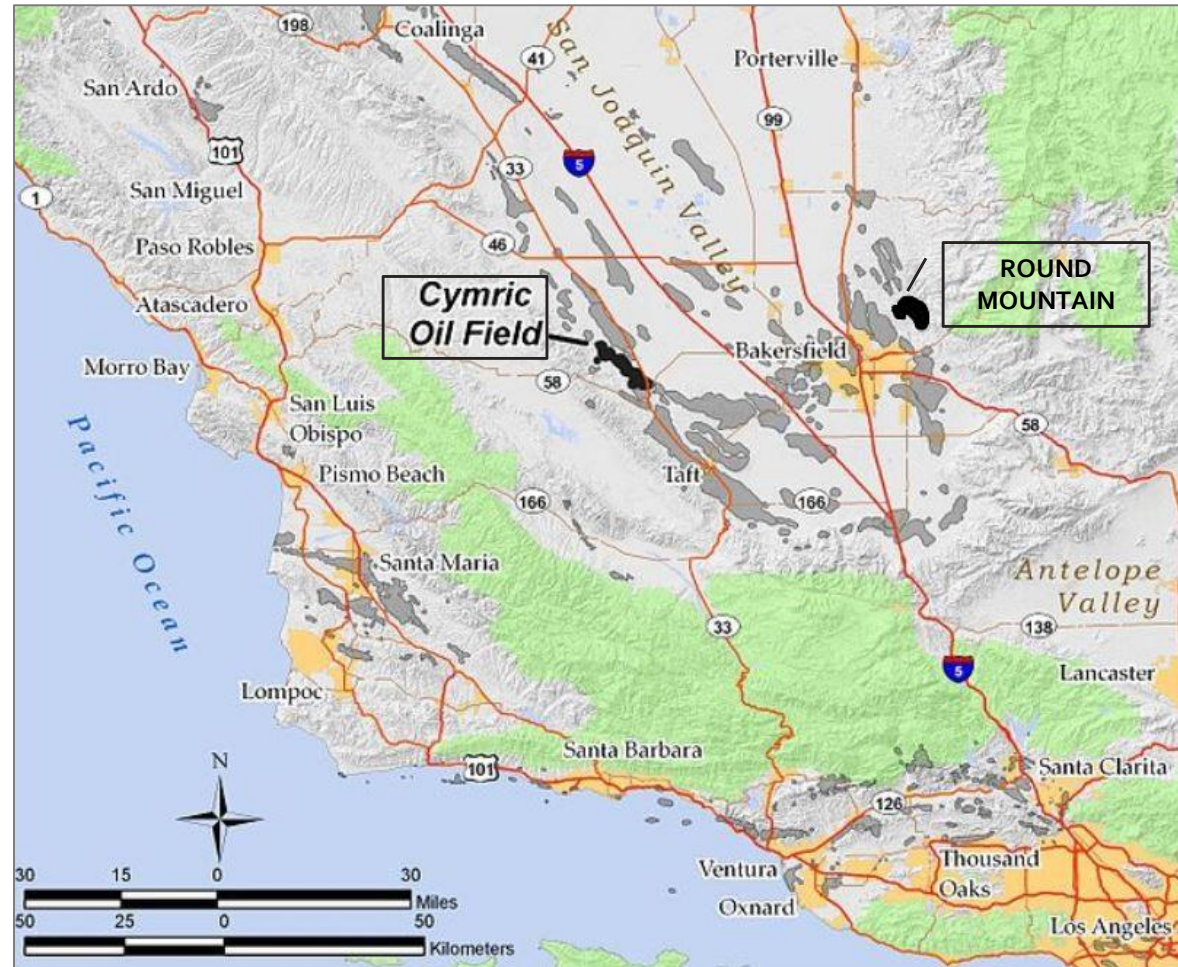 198
Coalinga
San Joaquin Valley
41
Porterville
San Ardo
99
101
5
33
San Miguel
1
46
Paso Robles
ROUND
MOUNTAIN
Cymric
Oil Field
Atascadero
Bakersfield
Morro Bay
58
San Luis
Obispo
58
Pismo Beach
Taft
166
166
Pacific Ocean
Santa Maria
Antelope
Valley
33
138
5
Lancaster
Lompoc
Santa Barbara
N
101
Santa Clarita
126
30 15 0 30
Miles
50 25 0 50
Kilometers
Ventura
Thousand
Oaks
Oxnard
Los Angeles